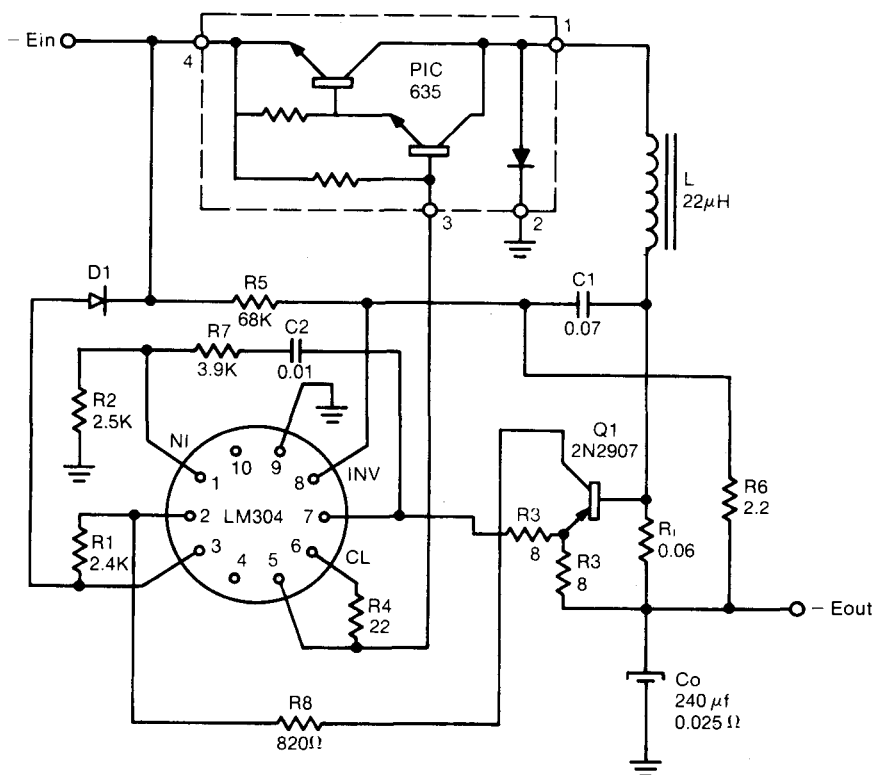 − Ein
4
1
PIC
635
3
2
L
22μH
D1
R5
68K
C1
0.07
R7
3.9K
C2
0.01
R2
2.5K
NI
10
9
1
8
INV
2
LM304
7
3
6
CL
4
5
R1
2.4K
R4
22
Q1
2N2907
R3
8
R3
8
R₁
0.06
R6
2.2
− Eout
Co
240 μf
0.025 Ω
R8
820Ω